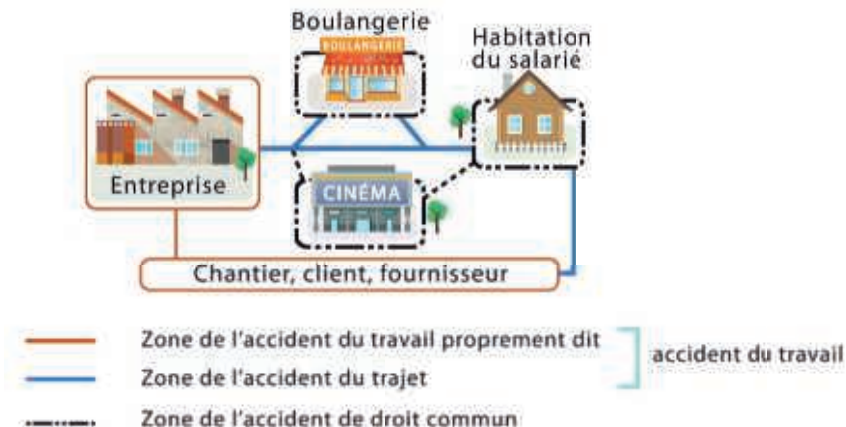 Boulangerie
BOULANGERIE
Habitation
du salarié
Entreprise
CINÉMA
Chantier, client, fournisseur
Zone de l'accident du travail proprement dit
accident du travail
Zone de l'accident du trajet
Zone de l'accident de droit commun